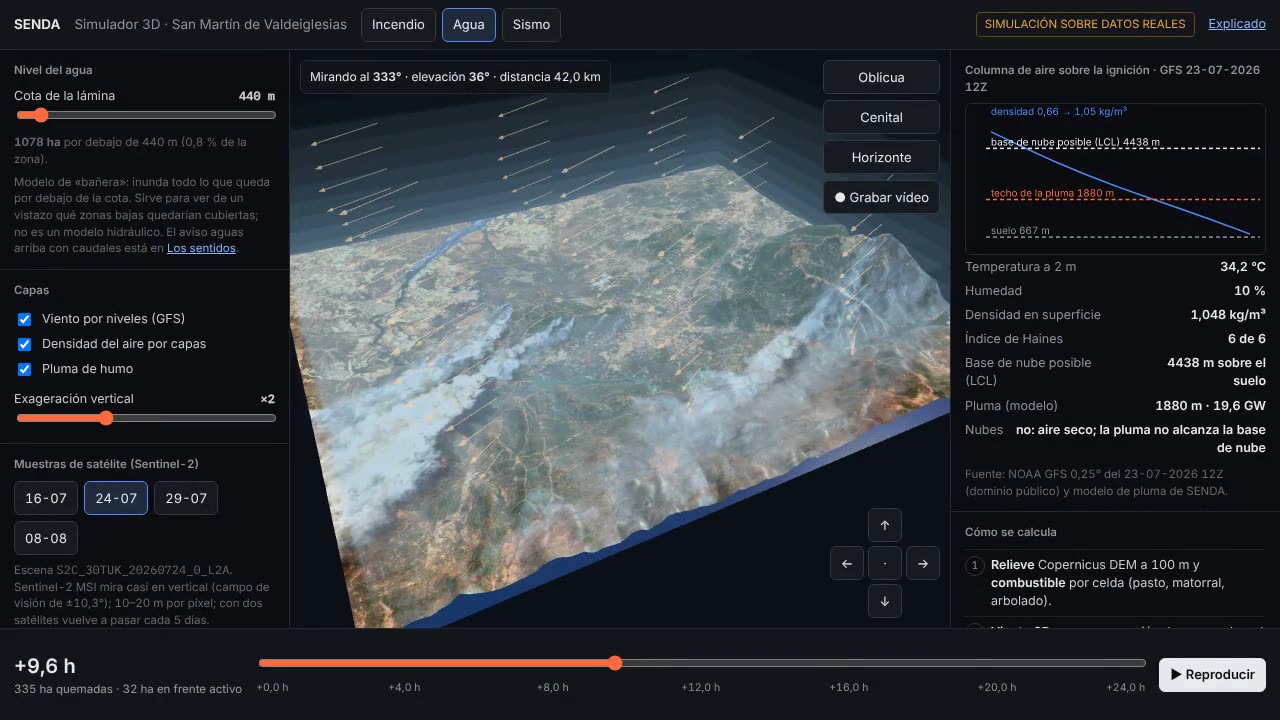 SENDA Simulador 3D · San Martín de Valdeiglesias Incendio Agua Sismo SIMULACIÓN SOBRE DATOS REALES Explicado
Nivel del agua
Cota de la lámina 440 m
1078 ha por debajo de 440 m (0,8 % de la
zona).
Modelo de «bañera»: inunda todo lo que queda
por debajo de la cota. Sirve para ver de un
vistazo qué zonas bajas quedarían cubiertas;
no es un modelo hidráulico. El aviso aguas
arriba con caudales está en Los sentidos.
Capas
Viento por niveles (GFS)
Densidad del aire por capas
Pluma de humo
Exageración vertical ×2
Muestras de satélite (Sentinel-2)
16-07 24-07 29-07
08-08
Escena S2C_30TUK_20260724_0_L2A.
Sentinel-2 MSI mira casi en vertical (campo de
visión de ±10,3°); 10–20 m por píxel; con dos
satélites vuelve a pasar cada 5 días.
Mirando al 333° · elevación 36° · distancia 42,0 km
Oblicua
Cenital
Horizonte
Grabar vídeo
↑
← · →
↓
Columna de aire sobre la ignición · GFS 23-07-2026
12Z
densidad 0,66 → 1,05 kg/m³
base de nube posible (LCL) 4438 m
techo de la pluma 1880 m
suelo 667 m
Temperatura a 2 m 34,2 °C
Humedad 10 %
Densidad en superficie 1,048 kg/m³
Índice de Haines 6 de 6
Base de nube posible 4438 m sobre el
(LCL) suelo
Pluma (modelo) 1880 m · 19,6 GW
Nubes no: aire seco; la pluma no alcanza la base
de nube
Fuente: NOAA GFS 0,25° del 23-07-2026 12Z
(dominio público) y modelo de pluma de SENDA.
Cómo se calcula
1 Relieve Copernicus DEM a 100 m y
combustible por celda (pasto, matorral,
arbolado).
+9,6 h
335 ha quemadas · 32 ha en frente activo
+0,0 h +4,0 h +8,0 h +12,0 h +16,0 h +20,0 h +24,0 h
▶ Reproducir